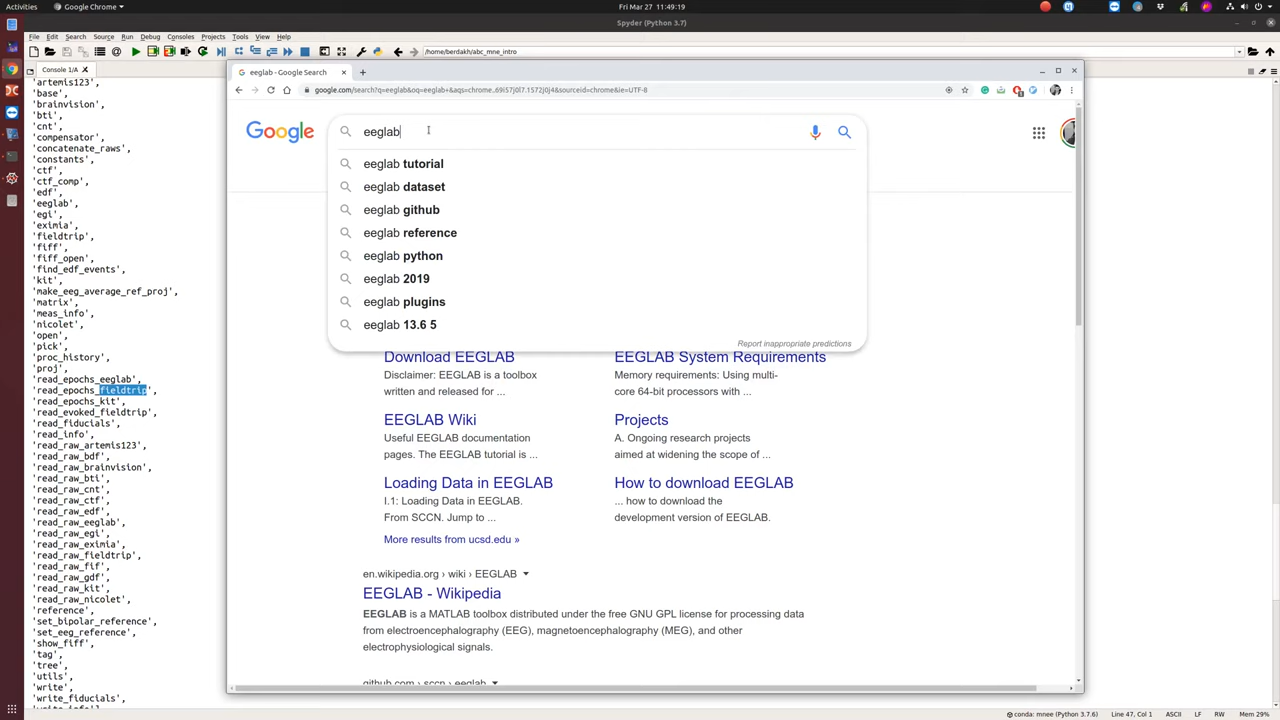 Activities
Google Chrome
Fri Mar 27 11:49:19
Spyder (Python 3.7)
File Edit Search Source Run Debug Consoles Projects Tools View Help
/home/berdakh/abc_mne_intro
Console 1/A
'artemis123',
'base',
'brainvision',
'bti',
'cnt',
'compensator',
'concatenate_raws',
'constants',
'ctf',
'ctf_comp',
'edf',
'eeglab',
'egi',
'eximia',
'fieldtrip',
'fiff',
'fiff_open',
'find_edf_events',
'kit',
'make_eeg_average_ref_proj',
'matrix',
'meas_info',
'nicolet',
'open',
'pick',
'proc_history',
'proj',
'read_epochs_eeglab',
'read_epochs_fieldtrip',
'read_epochs_kit',
'read_evoked_fieldtrip',
'read_fiducials',
'read_info',
'read_raw_artemis123',
'read_raw_bdf',
'read_raw_brainvision',
'read_raw_bti',
'read_raw_cnt',
'read_raw_ctf',
'read_raw_edf',
'read_raw_eeglab',
'read_raw_egi',
'read_raw_eximia',
'read_raw_fieldtrip',
'read_raw_fif',
'read_raw_gdf',
'read_raw_kit',
'read_raw_nicolet',
'reference',
'set_bipolar_reference',
'set_eeg_reference',
'show_fiff',
'tag',
'tree',
'utils',
'write',
'write_fiducials',
'write_info',
eeglab - Google Search
google.com/search?q=eeglab&oq=eeglab+&aqs=chrome..69i57j0l7.1572j0j4&sourceid=chrome&ie=UTF-8
Google
eeglab
eeglab tutorial
eeglab dataset
eeglab github
eeglab reference
eeglab python
eeglab 2019
eeglab plugins
eeglab 13.6 5
Report inappropriate predictions
Download EEGLAB
Disclaimer: EEGLAB is a toolbox
written and released for ...
EEGLAB System Requirements
Memory requirements: Using multi-
core 64-bit processors with ...
EEGLAB Wiki
Useful EEGLAB documentation
pages. The EEGLAB tutorial is ...
Projects
A. Ongoing research projects
aimed at widening the scope of ...
Loading Data in EEGLAB
I.1: Loading Data in EEGLAB.
From SCCN. Jump to ...
How to download EEGLAB
... how to download the
development version of EEGLAB.
More results from ucsd.edu »
en.wikipedia.org › wiki › EEGLAB
EEGLAB - Wikipedia
EEGLAB is a MATLAB toolbox distributed under the free GNU GPL license for processing data
from electroencephalography (EEG), magnetoencephalography (MEG), and other
electrophysiological signals.
github.com › sccn › eeglab
conda: mnee (Python 3.7.6) Line 47, Col 1 ASCII LF RW Mem 29%